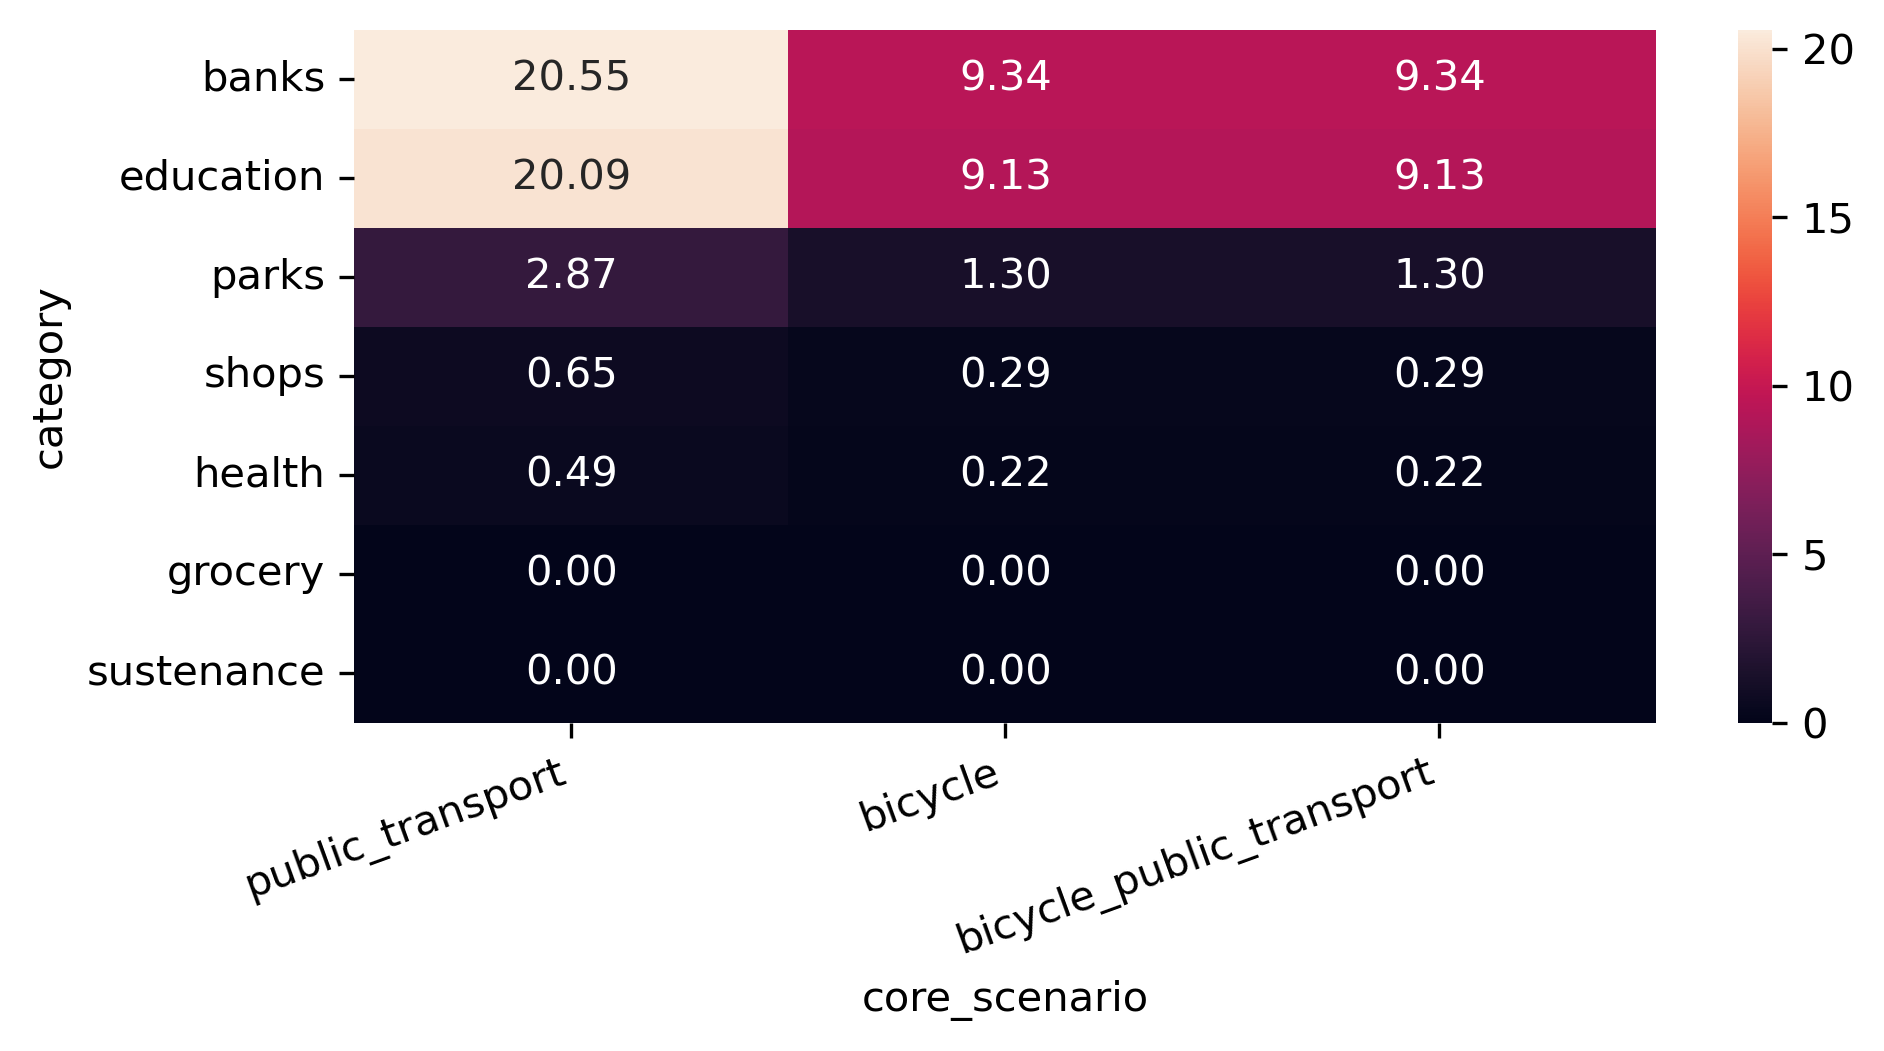 banks 20.55 9.34 9.34 20
education 20.09 9.13 9.13
parks 2.87 1.30 1.30 15
shops 0.65 0.29 0.29 10
health 0.49 0.22 0.22
grocery 0.00 0.00 0.00 5
sustenance 0.00 0.00 0.00 0
category
public_transport bicycle bicycle_public_transport
core_scenario